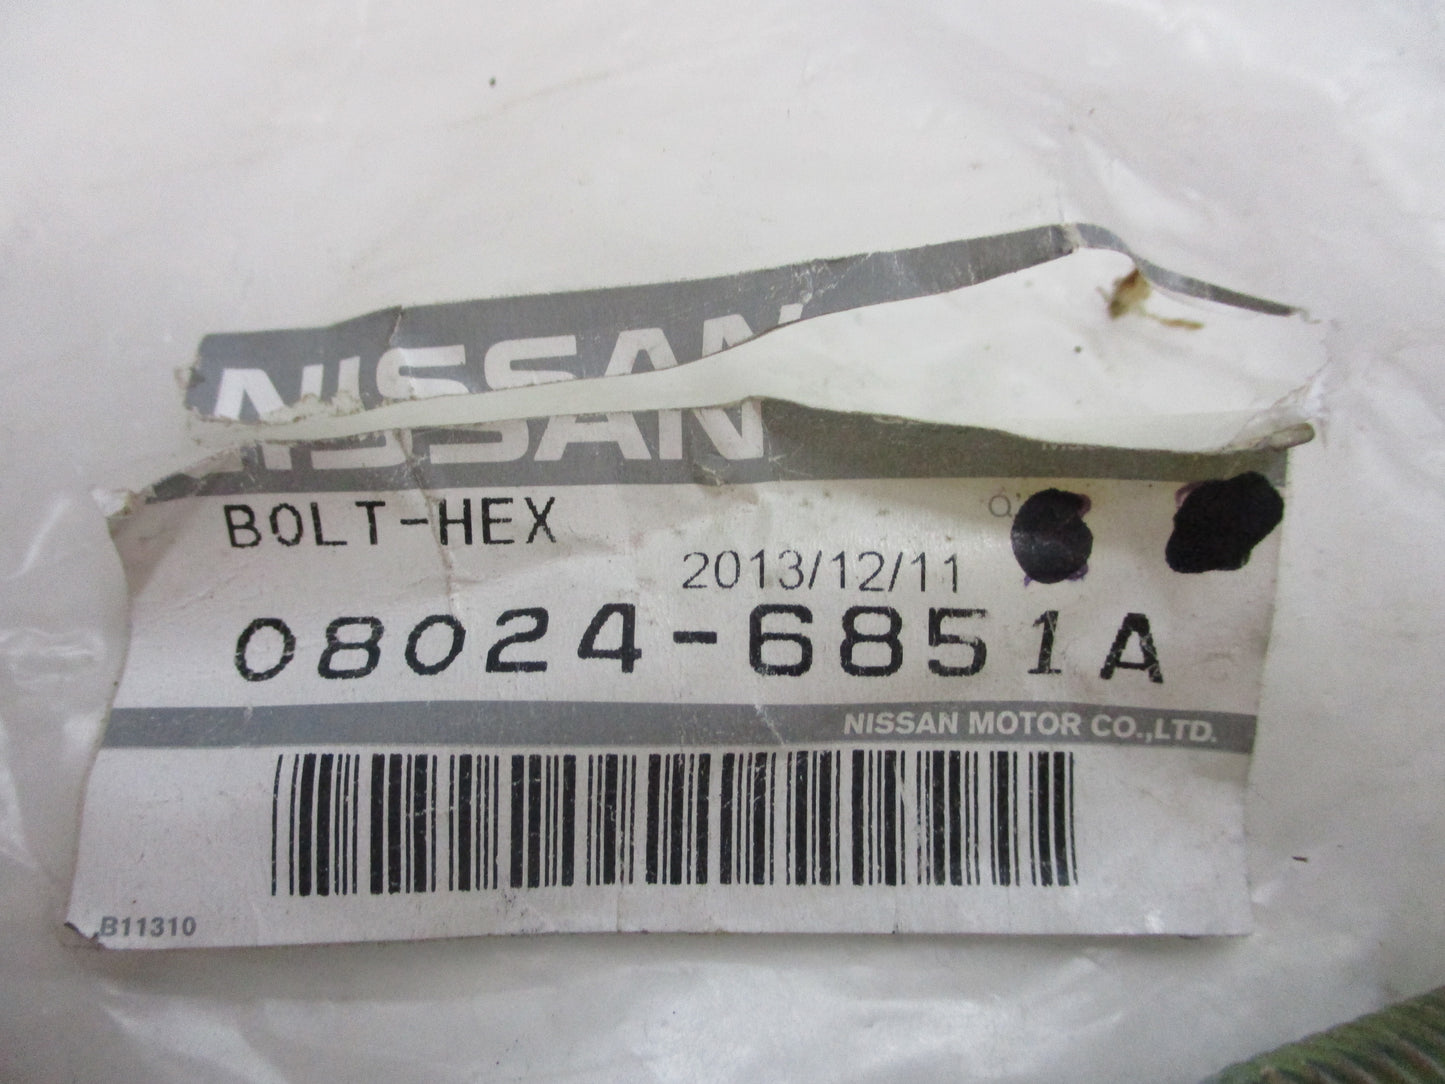 NISSAN
BOLT-HEX
2013/12/11
08024-6851A
NISSAN MOTOR CO.,LTD.
B11310